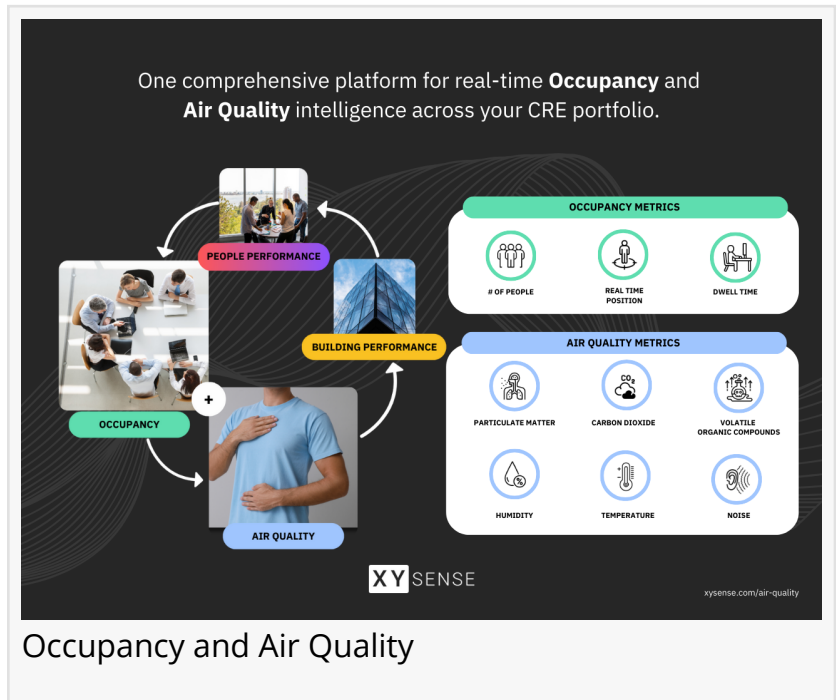 One comprehensive platform for real-time Occupancy and
Air Quality intelligence across your CRE portfolio.
PEOPLE PERFORMANCE
BUILDING PERFORMANCE
OCCUPANCY
+
AIR QUALITY
OCCUPANCY METRICS
# OF PEOPLE
REAL TIME
POSITION
DWELL TIME
AIR QUALITY METRICS
PARTICULATE MATTER
CO₂
CARBON DIOXIDE
VOLATILE
ORGANIC COMPOUNDS
%
HUMIDITY
TEMPERATURE
NOISE
XY SENSE
xysense.com/air-quality
Occupancy and Air Quality